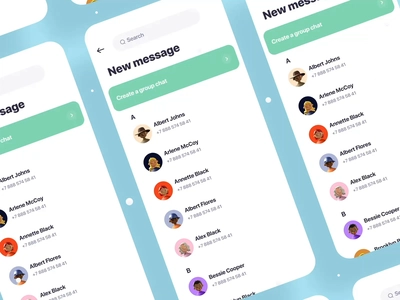 Search
New message
Create a group chat
A
Albert Johns
+7 888 574 58 41
Arlene McCoy
+7 888 574 58 41
Annette Black
+7 888 574 58 41
Albert Flores
+7 888 574 58 41
Alex Black
+7 888 574 58 41
B
Bessie Cooper
+7 888 574 58 41
message
chat
Albert Johns
+7 888 574 58 41
Arlene McCoy
+7 888 574 58 41
Annette Black
+7 888 574 58 41
Albert Flores
+7 888 574 58 41
Alex Black
+7 888 574 58 41
New mes
Create a group chat
A
Albert Johns
+7 888 574 58 41
Arlene McCoy
+7 888 574 58 41
Annette Black
+7 888 574 58 41
Albert Flores
+7 888 574 58 41
Alex Black
+7 888 574 58 41
B
Bessie Cooper
+7 888 574 58 41
Brooklyn